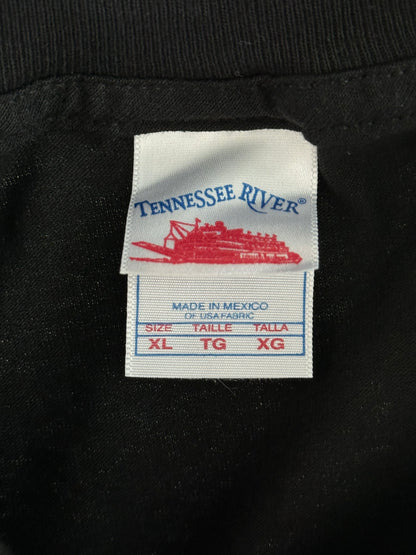 TENNESSEE RIVER®
MADE IN MEXICO
OF USA FABRIC
SIZE TAILLE TALLA
XL TG XG